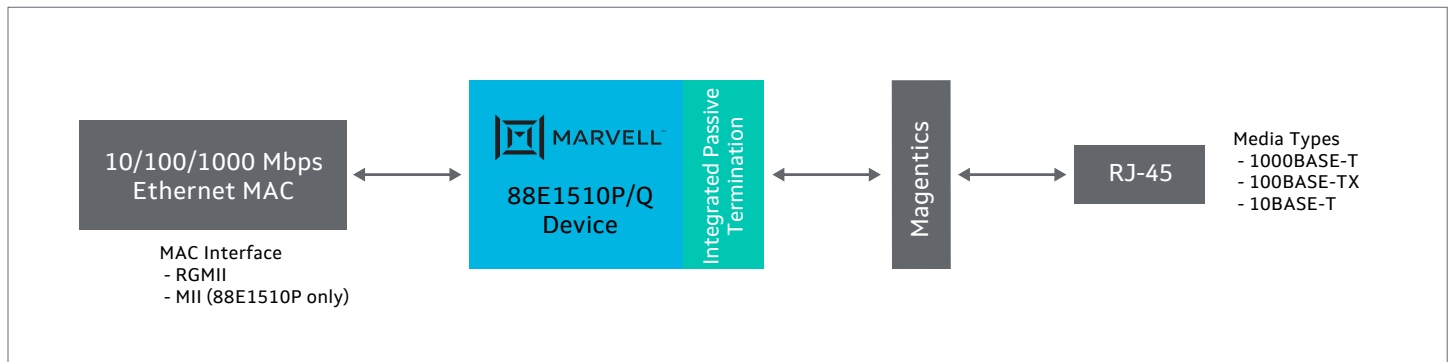 10/100/1000 Mbps
Ethernet MAC
MAC Interface
- RGMII
- MII (88E1510P only)
MARVELL™
88E1510P/Q
Device
Integrated Passive
Termination
Magentics
RJ-45
Media Types
- 1000BASE-T
- 100BASE-TX
- 10BASE-T